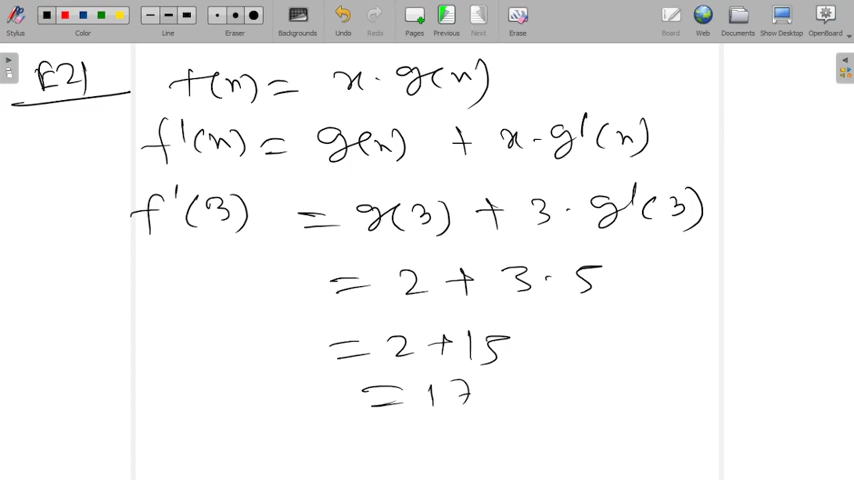 Stylus Color Line Eraser Backgrounds Undo Redo Pages Previous Next Erase Board Web Documents Show Desktop OpenBoard
E21 f(x) = x · g(x)
f'(x) = g(x) + x · g'(x)
f'(3) = g(3) + 3 · g'(3)
= 2 + 3 · 5
= 2 + 15
= 17